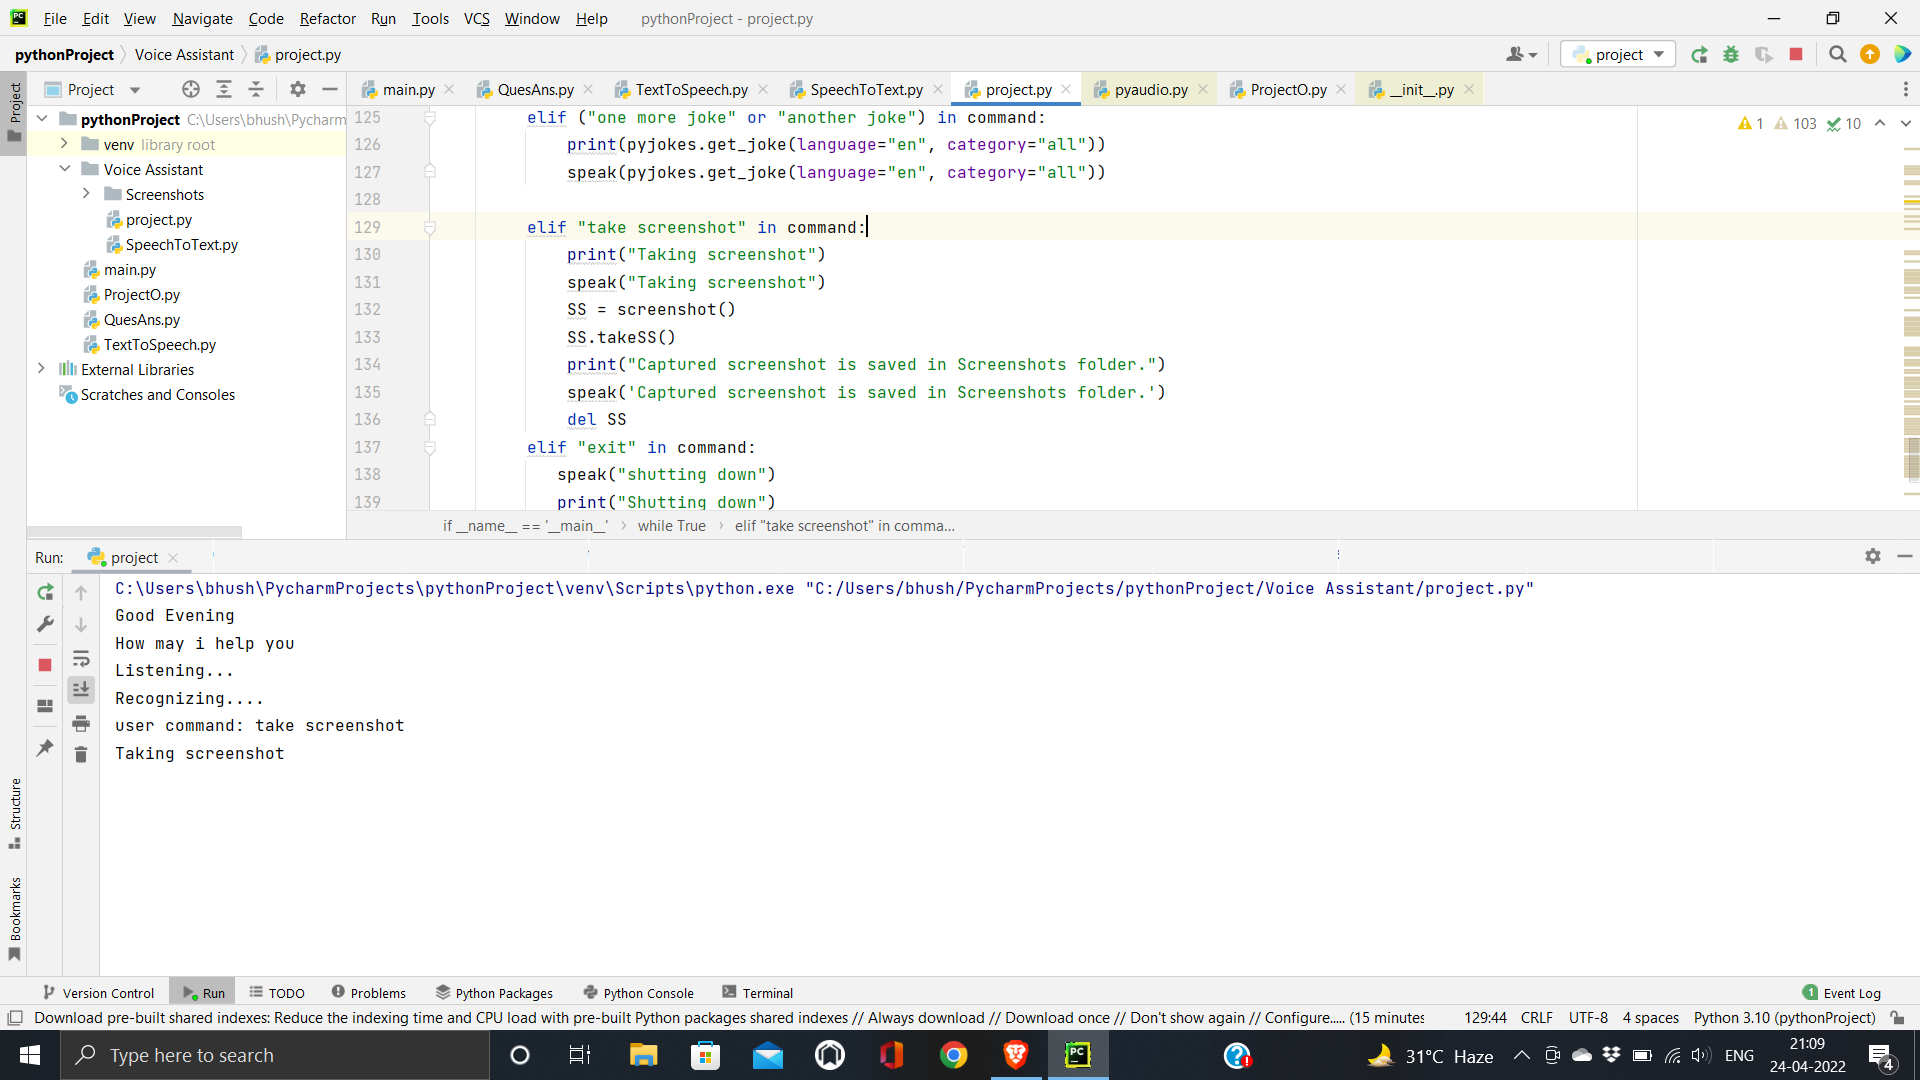 File Edit View Navigate Code Refactor Run Tools VCS Window Help pythonProject - project.py
pythonProject Voice Assistant project.py
project
Project
Project
main.py QuesAns.py TextToSpeech.py SpeechToText.py project.py pyaudio.py ProjectO.py __init__.py
pythonProject C:\Users\bhush\Pycharm
venv library root
Voice Assistant
Screenshots
project.py
SpeechToText.py
main.py
ProjectO.py
QuesAns.py
TextToSpeech.py
External Libraries
Scratches and Consoles
1 103 10
125 elif ("one more joke" or "another joke") in command:
126 print(pyjokes.get_joke(language="en", category="all"))
127 speak(pyjokes.get_joke(language="en", category="all"))
128
129 elif "take screenshot" in command:
130 print("Taking screenshot")
131 speak("Taking screenshot")
132 SS = screenshot()
133 SS.takeSS()
134 print("Captured screenshot is saved in Screenshots folder.")
135 speak('Captured screenshot is saved in Screenshots folder.')
136 del SS
137 elif "exit" in command:
138 speak("shutting down")
139 print("Shutting down")
if __name__ == '__main__' while True elif "take screenshot" in comma...
Run: project
C:\Users\bhush\PycharmProjects\pythonProject\venv\Scripts\python.exe "C:/Users/bhush/PycharmProjects/pythonProject/Voice Assistant/project.py"
Good Evening
How may i help you
Listening...
Recognizing....
user command: take screenshot
Taking screenshot
Structure
Bookmarks
Version Control Run TODO Problems Python Packages Python Console Terminal 1 Event Log
Download pre-built shared indexes: Reduce the indexing time and CPU load with pre-built Python packages shared indexes // Always download // Download once // Don't show again // Configure..... (15 minutes 129:44 CRLF UTF-8 4 spaces Python 3.10 (pythonProject)
Type here to search
PC
31°C Haze
ENG
21:09
24-04-2022
4